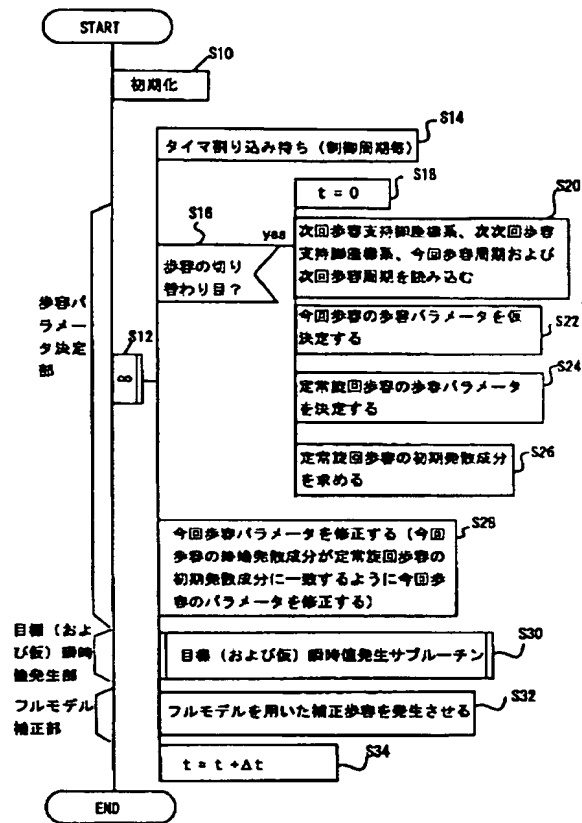 START
S10
初期化
S14
タイマ割り込み待ち（制御周期毎）
S18
t = 0
S16
yes
歩容の切り
替わり目？
S20
次回歩容支持脚座標系、次次回歩容
支持脚座標系、今回歩容周期および
次回歩容周期を読み込む
S22
今回歩容の歩容パラメータを仮
決定する
S24
定常旋回歩容の歩容パラメータ
を決定する
S26
定常旋回歩容の初期発散成分
を求める
歩容パ
ラメー
タ決定
部
S12
∞
S28
今回歩容パラメータを修正する（今回
歩容の終端発散成分が定常旋回歩容の
初期発散成分に一致するように今回歩
容のパラメータを修正する）
目標（およ
び仮）瞬時
値発生部
S30
目標（および仮）瞬時値発生サブルーチン
フルモデル
補正部
S32
フルモデルを用いた補正歩容を発生させる
S34
t = t +Δt
END